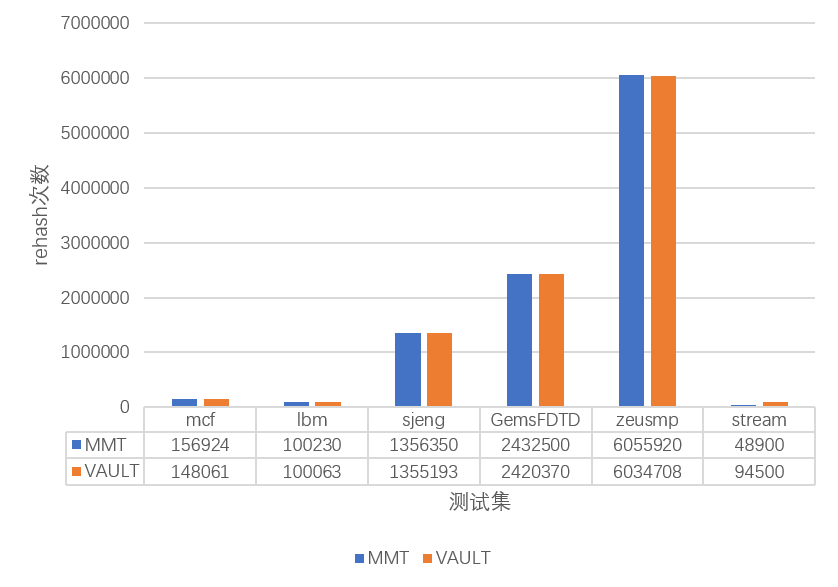 7000000
6000000
5000000
4000000
3000000
2000000
1000000
0
rehash次数
mcf lbm sjeng GemsFDTD zeusmp stream
MMT 156924 100230 1356350 2432500 6055920 48900
VAULT 148061 100063 1355193 2420370 6034708 94500
测试集
MMT VAULT